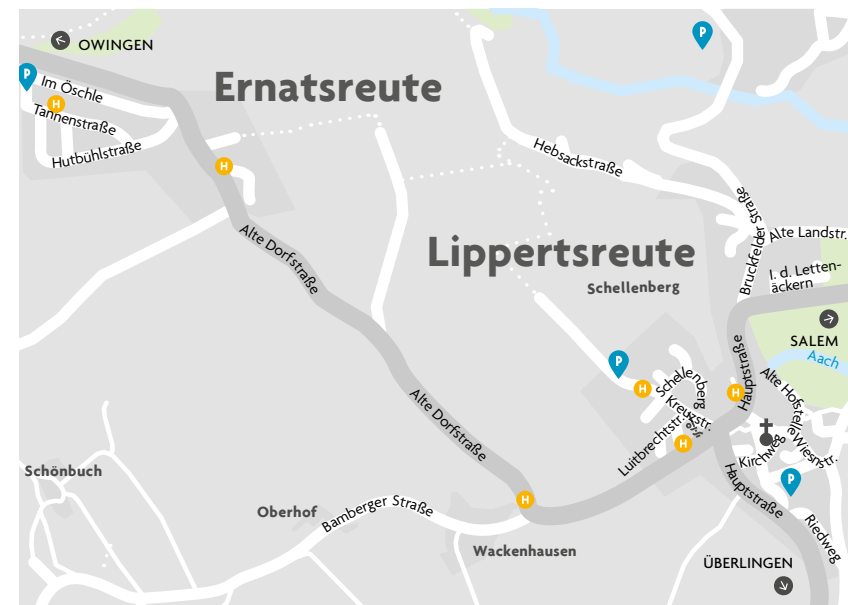 OWINGEN
P
P
Im Öschle
H
Tannenstraße
Hutbühlstraße
Ernatsreute
H
Hebsackstraße
Bruckfelder Straße
Alte Landstr.
Alte Dorfstraße
Lippertsreute
Schellenberg
I. d. Letten-
äckern
SALEM
Aach
Hauptstraße
P
H
Schellenberg
Kreuzstr.
H
Alte Hofstelle
Alte Dorfstraße
Luitbrechtstr.
H
Kirchweg
Wiesnstr.
P
Hauptstraße
Riedweg
Schönbuch
Oberhof
Bamberger Straße
H
Wackenhausen
ÜBERLINGEN